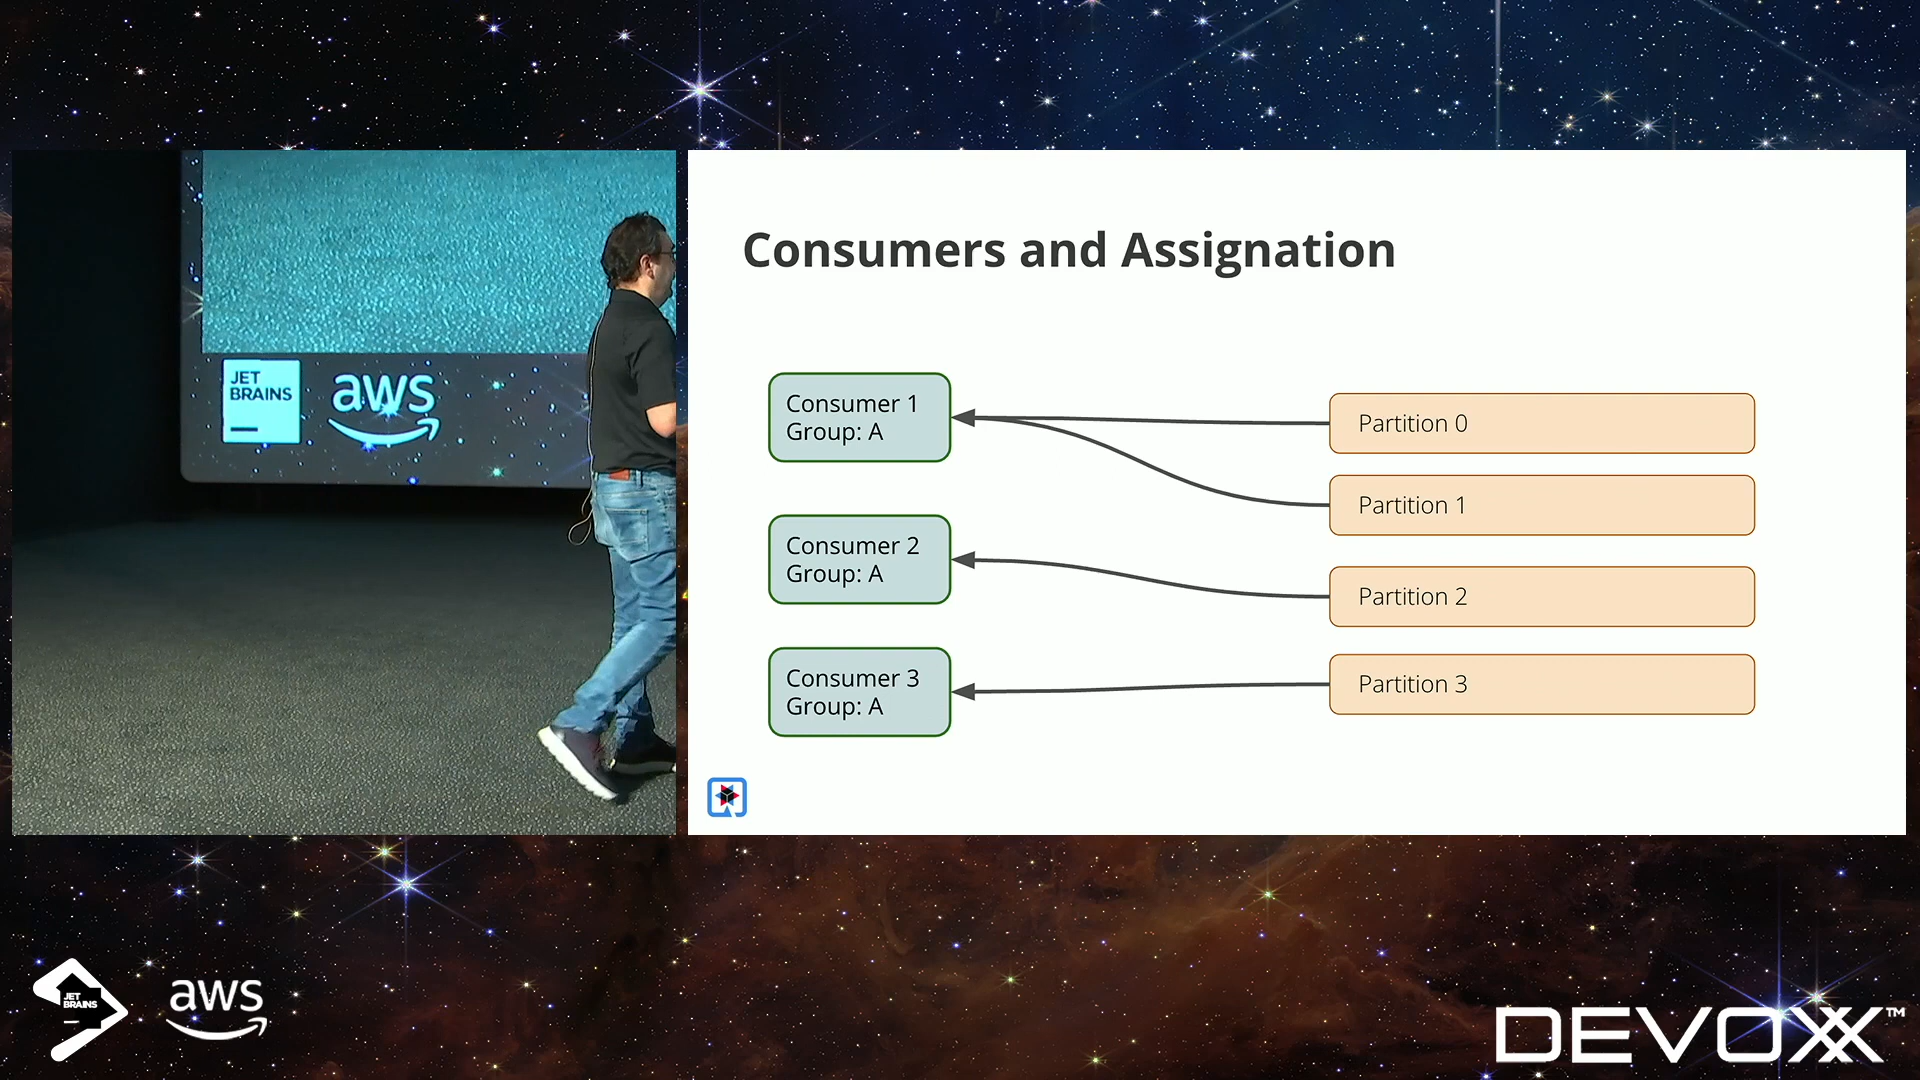 JET
BRAINS
aws
Consumers and Assignation
Consumer 1
Group: A
Consumer 2
Group: A
Consumer 3
Group: A
Partition 0
Partition 1
Partition 2
Partition 3
JET
BRAINS
aws
DEVOXX™